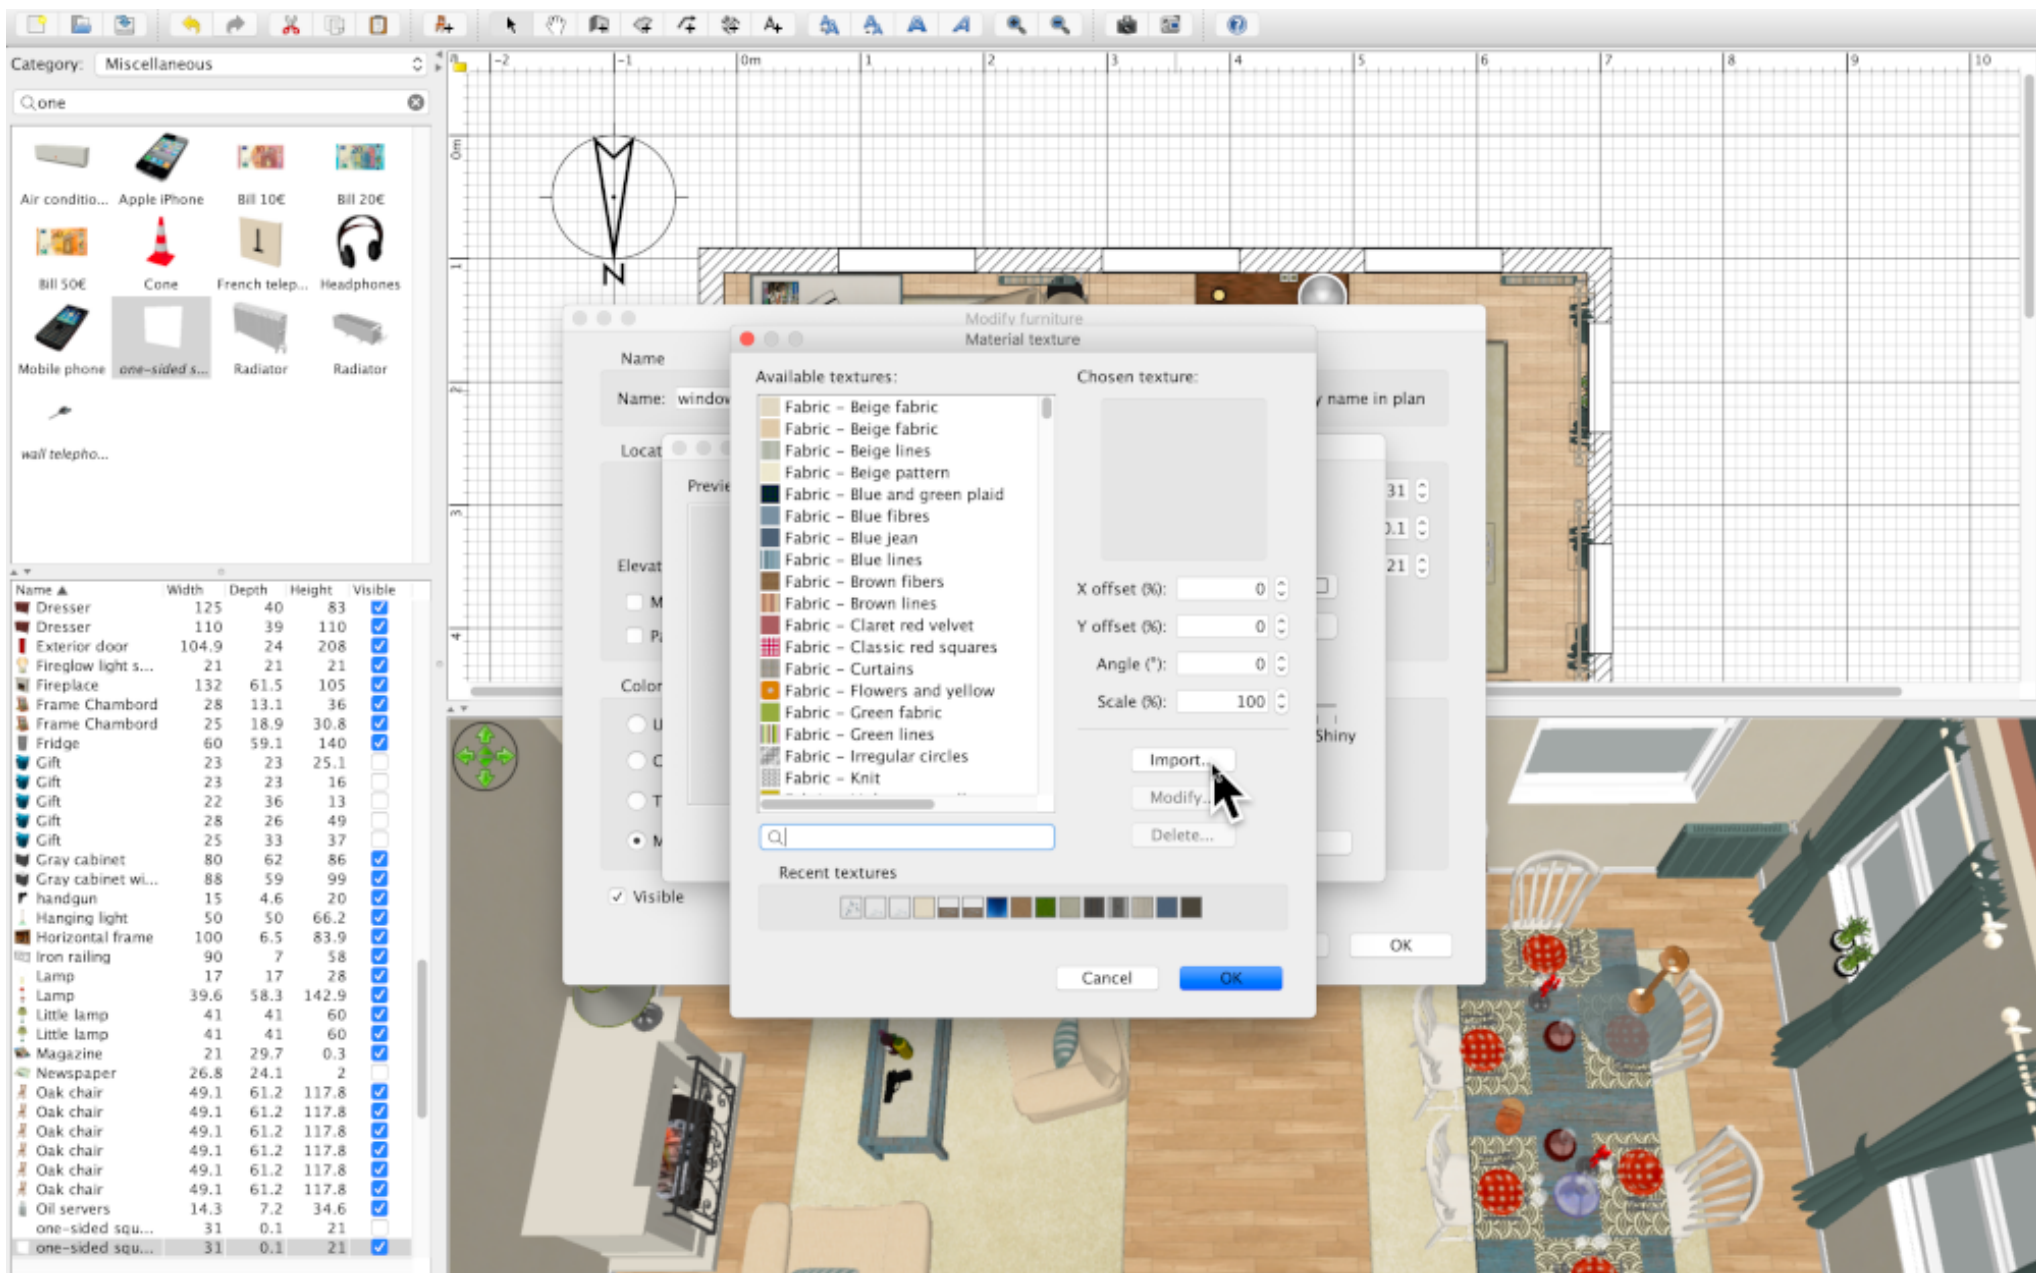 Category: Miscellaneous
one
Air conditio... Apple iPhone Bill 10€ Bill 20€
Bill 50€ Cone French telep... Headphones
Mobile phone one-sided s... Radiator Radiator
wall telepho...
Name Width Depth Height Visible
Dresser 125 40 83
Dresser 110 39 110
Exterior door 104.9 24 208
Fireglow light s... 21 21 21
Fireplace 132 61.5 105
Frame Chambord 28 13.1 36
Frame Chambord 25 18.9 30.8
Fridge 60 59.1 140
Gift 23 23 25.1
Gift 23 23 16
Gift 22 36 13
Gift 28 26 49
Gift 25 33 37
Gray cabinet 80 62 86
Gray cabinet wi... 88 59 99
handgun 15 4.6 20
Hanging light 50 50 66.2
Horizontal frame 100 6.5 83.9
Iron railing 90 7 58
Lamp 17 17 28
Lamp 39.6 58.3 142.9
Little lamp 41 41 60
Little lamp 41 41 60
Magazine 21 29.7 0.3
Newspaper 26.8 24.1 2
Oak chair 49.1 61.2 117.8
Oak chair 49.1 61.2 117.8
Oak chair 49.1 61.2 117.8
Oak chair 49.1 61.2 117.8
Oak chair 49.1 61.2 117.8
Oak chair 49.1 61.2 117.8
Oil servers 14.3 7.2 34.6
one-sided squ... 31 0.1 21
one-sided squ... 31 0.1 21
-2 -1 0m 1 2 3 4 5 6 7 8 9 10
0m
1
2
3
4
N
Modify furniture
Name
Name: window
y name in plan
Locat
Previe
31
0.1
21
Elevat
M
Pa
Color
U
C
T
M
Shiny
Visible
OK
Material texture
Available textures:
Fabric - Beige fabric
Fabric - Beige fabric
Fabric - Beige lines
Fabric - Beige pattern
Fabric - Blue and green plaid
Fabric - Blue fibres
Fabric - Blue jean
Fabric - Blue lines
Fabric - Brown fibers
Fabric - Brown lines
Fabric - Claret red velvet
Fabric - Classic red squares
Fabric - Curtains
Fabric - Flowers and yellow
Fabric - Green fabric
Fabric - Green lines
Fabric - Irregular circles
Fabric - Knit
Chosen texture:
X offset (%): 0
Y offset (%): 0
Angle (°): 0
Scale (%): 100
Import...
Modify...
Delete...
Recent textures
Cancel OK